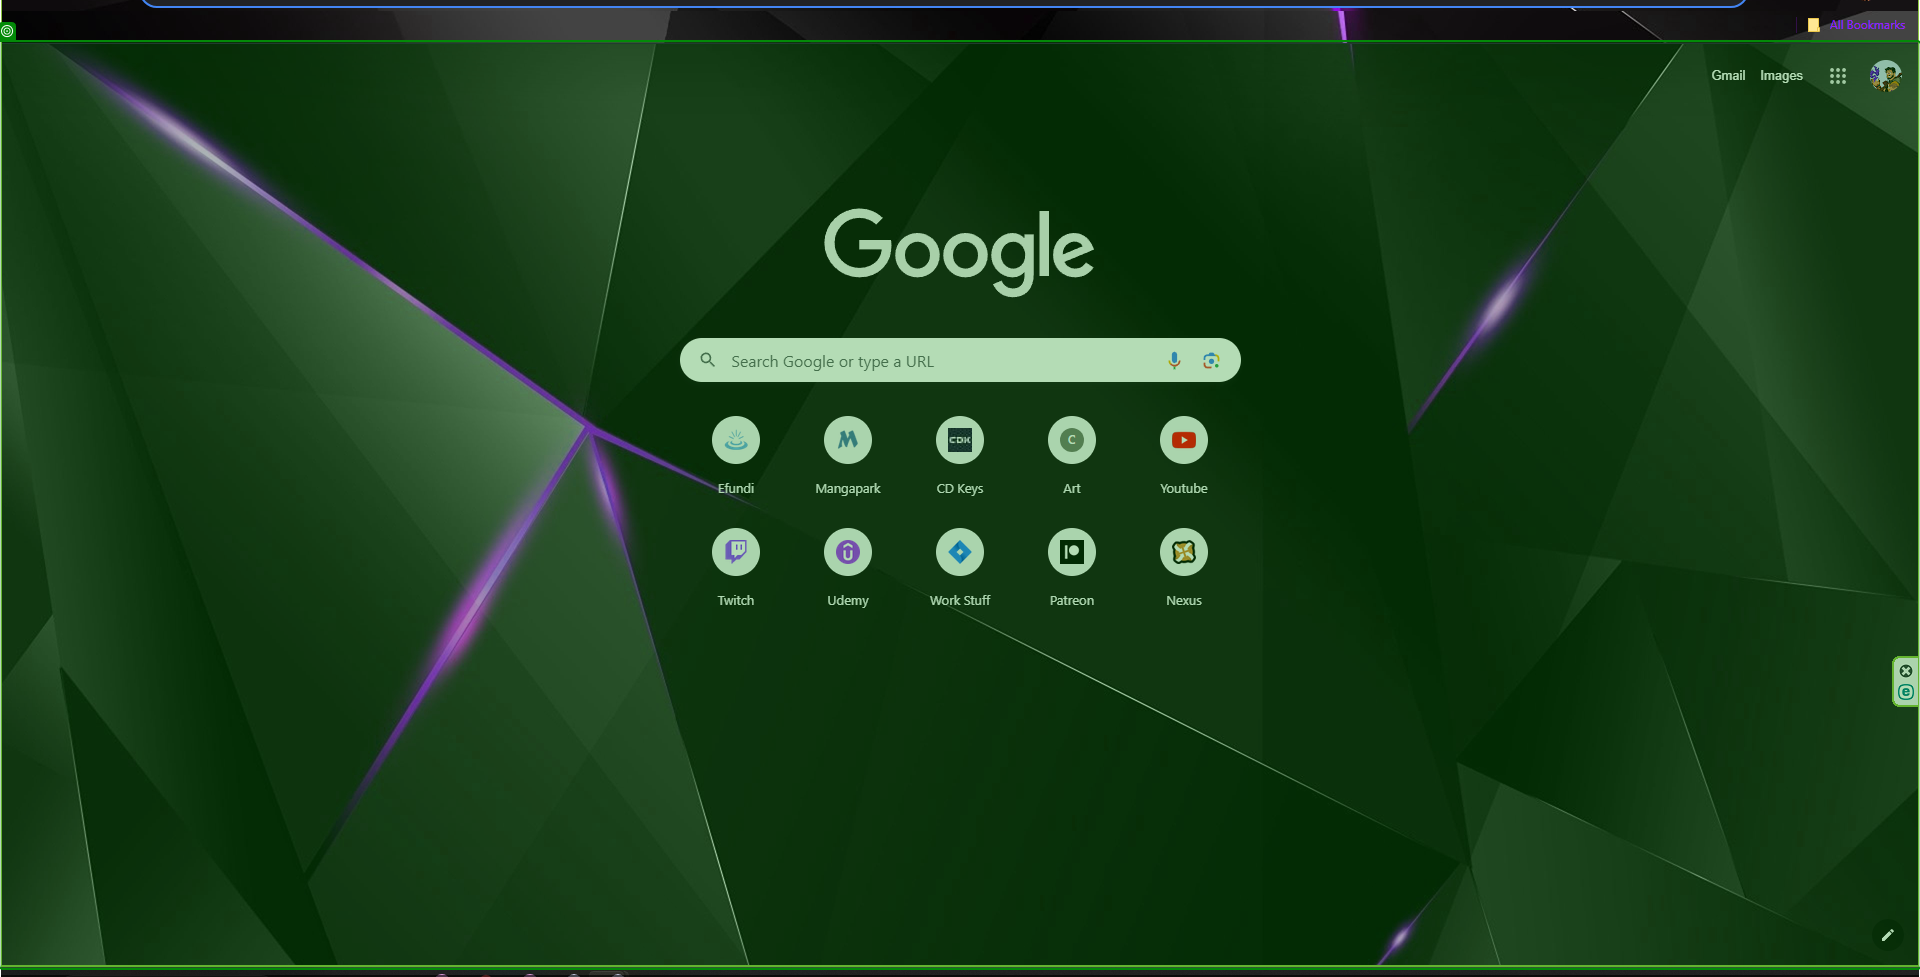 All Bookmarks
Gmail Images
Google
Search Google or type a URL
CDK
C
Efundi Mangapark CD Keys Art Youtube
Twitch Udemy Work Stuff Patreon Nexus